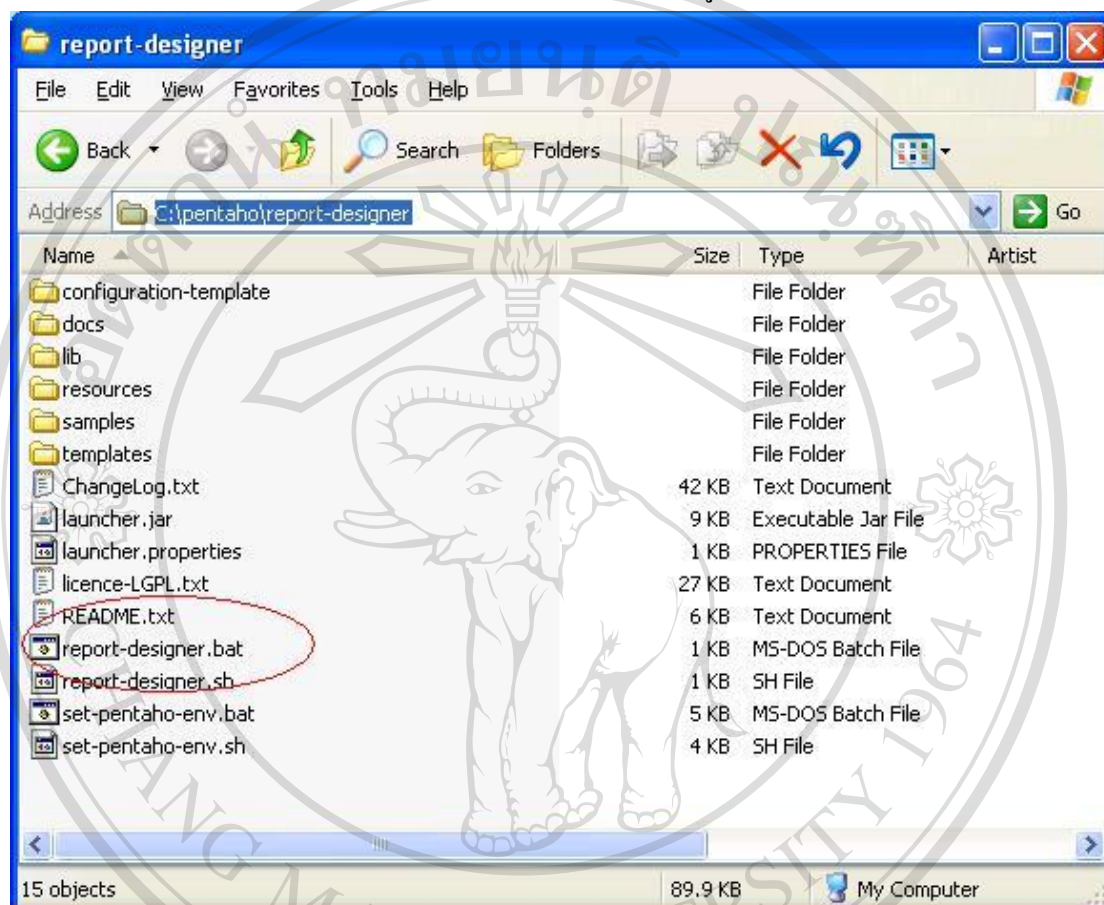 report-designer
File Edit View Favorites Tools Help
Back Search Folders
Address C:\pentaho\report-designer Go
Name Size Type Artist
configuration-template File Folder
docs File Folder
lib File Folder
resources File Folder
samples File Folder
templates File Folder
ChangeLog.txt 42 KB Text Document
launcher.jar 9 KB Executable Jar File
launcher.properties 1 KB PROPERTIES File
licence-LGPL.txt 27 KB Text Document
README.txt 6 KB Text Document
report-designer.bat 1 KB MS-DOS Batch File
report-designer.sh 1 KB SH File
set-pentaho-env.bat 5 KB MS-DOS Batch File
set-pentaho-env.sh 4 KB SH File
15 objects 89.9 KB My Computer
1964